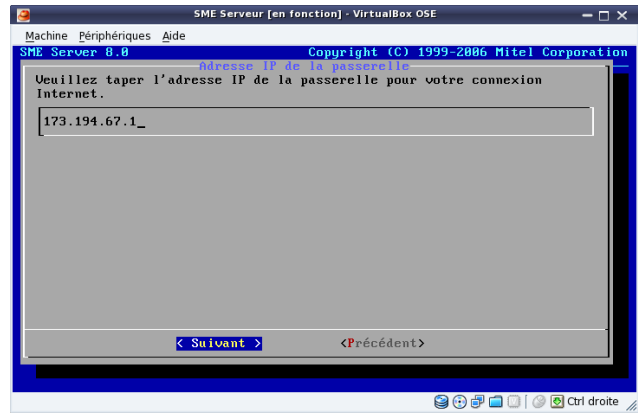 SME Serveur [en fonction] - VirtualBox OSE
Machine Périphériques Aide
SME Server 8.0 Copyright (C) 1999-2006 Mitel Corporation
Adresse IP de la passerelle
Veuillez taper l'adresse IP de la passerelle pour votre connexion
Internet.
173.194.67.1_
< Suivant > <Précédent>
Ctrl droite